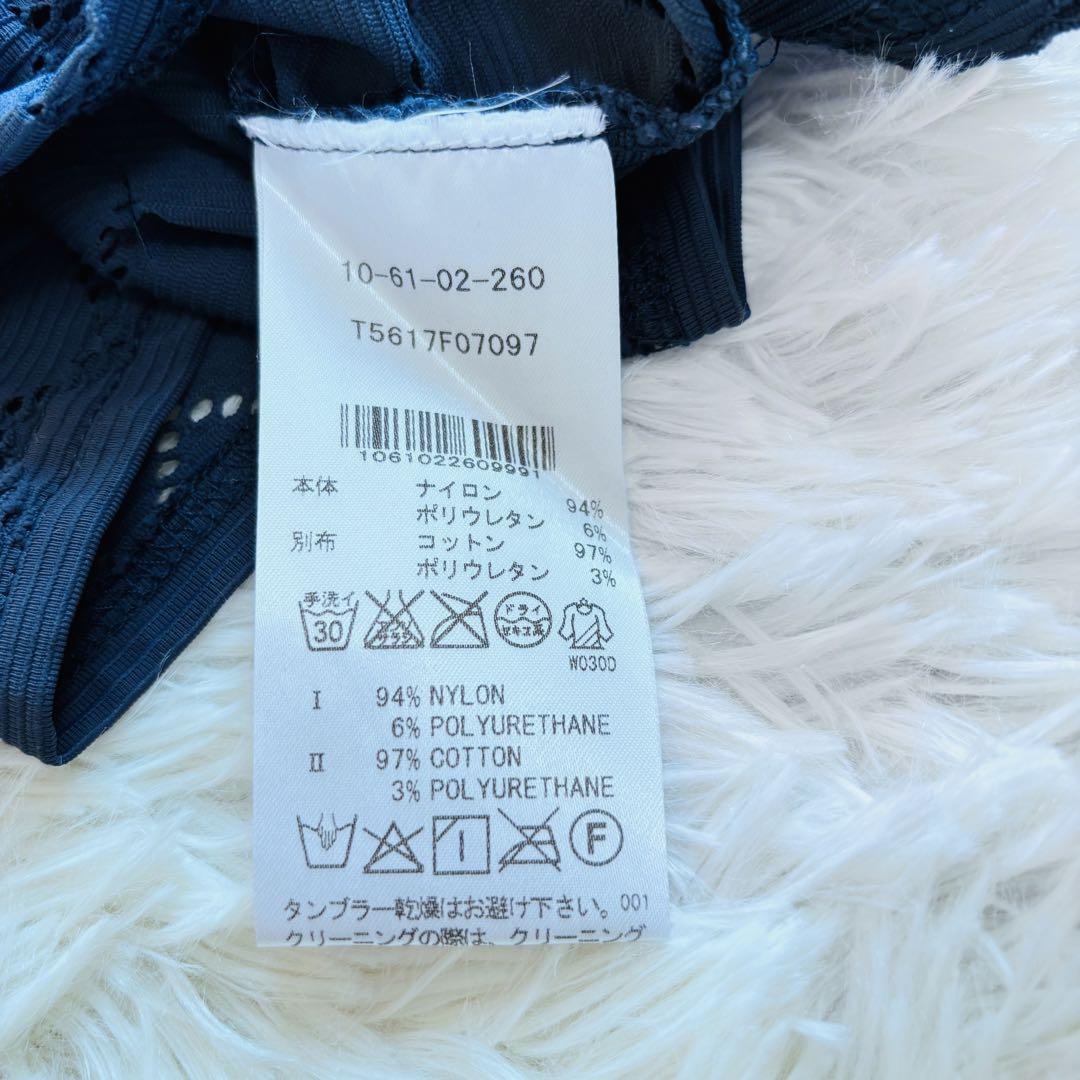 10-61-02-260
T5617F07097
1061022609991
本体 ナイロン 94%
ポリウレタン 6%
別布 コットン 97%
ポリウレタン 3%
手洗イ 30 ドライ セキユ系
W030D
I 94% NYLON
6% POLYURETHANE
II 97% COTTON
3% POLYURETHANE
F
タンブラー乾燥はお避け下さい。 001
クリーニングの際は、クリーニング